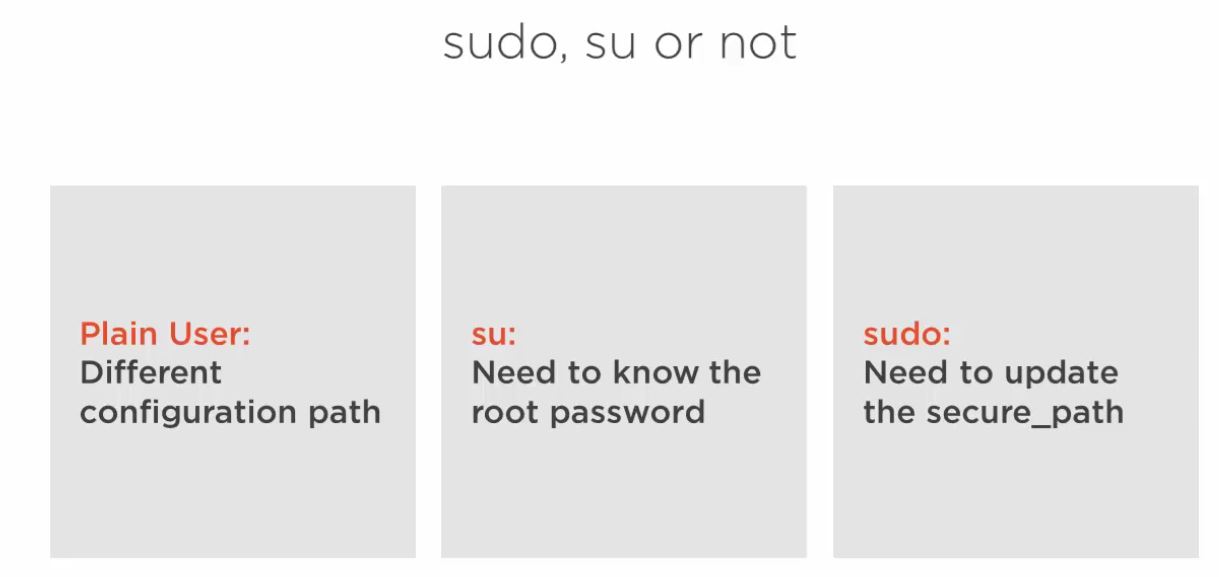 sudo, su or not
Plain User:
Different
configuration path
su:
Need to know the
root password
sudo:
Need to update
the secure_path